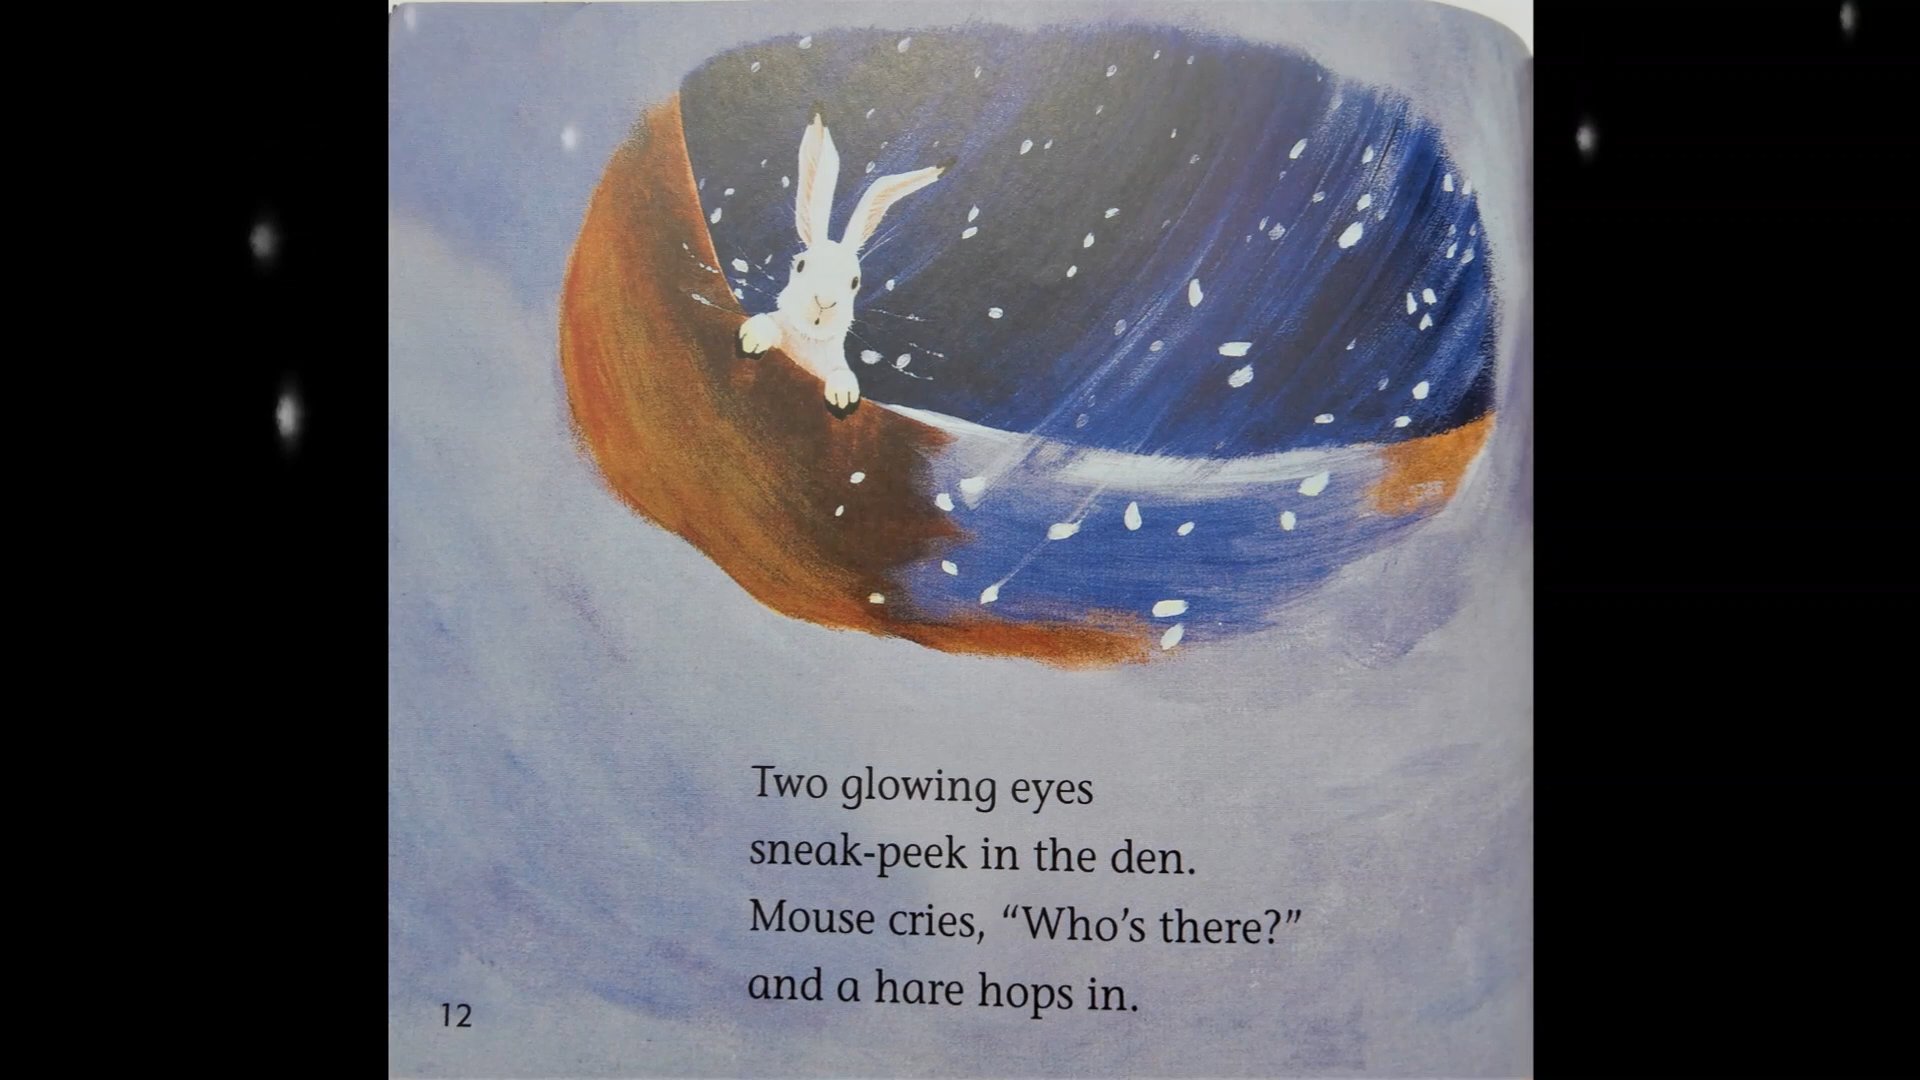 Two glowing eyes
sneak-peek in the den.
Mouse cries, “Who’s there?”
and a hare hops in.
12